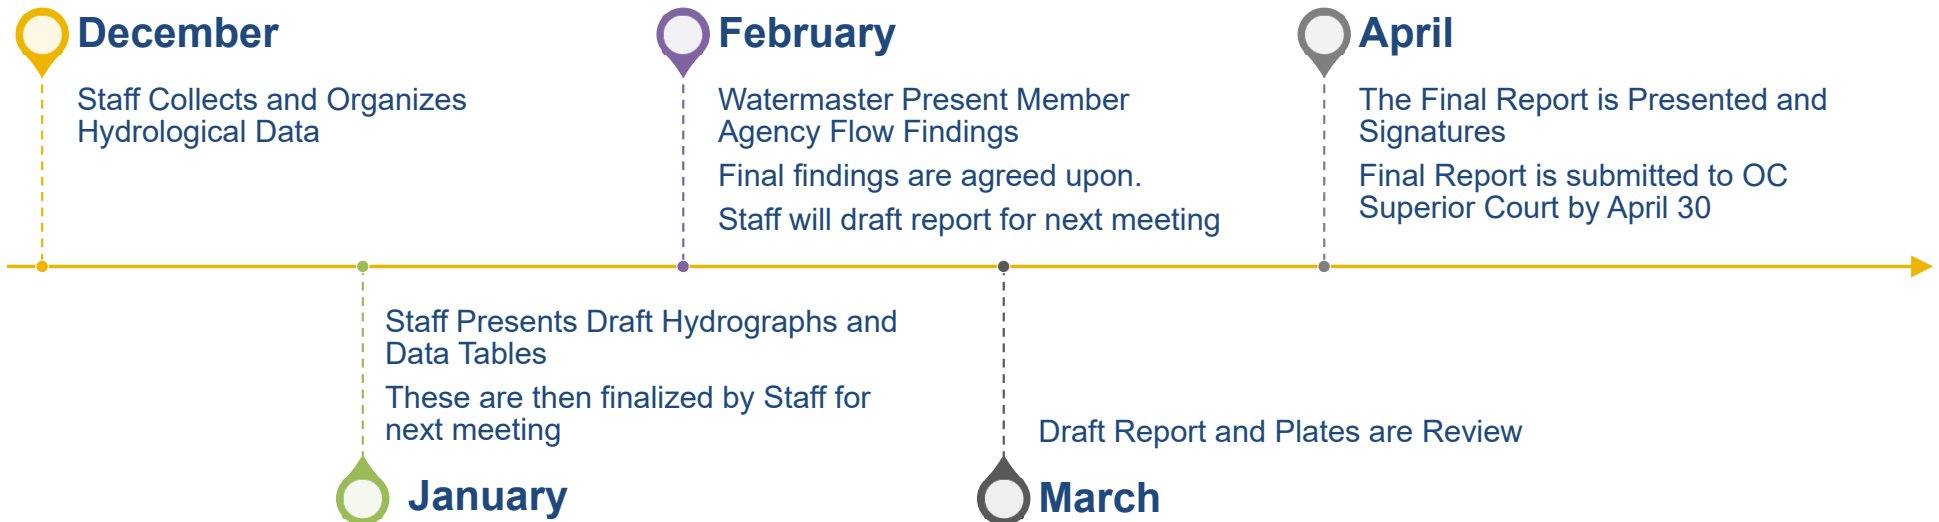 December
Staff Collects and Organizes
Hydrological Data
February
Watermaster Present Member
Agency Flow Findings
Final findings are agreed upon.
Staff will draft report for next meeting
April
The Final Report is Presented and
Signatures
Final Report is submitted to OC
Superior Court by April 30
Staff Presents Draft Hydrographs and
Data Tables
These are then finalized by Staff for
next meeting
January
Draft Report and Plates are Review
March